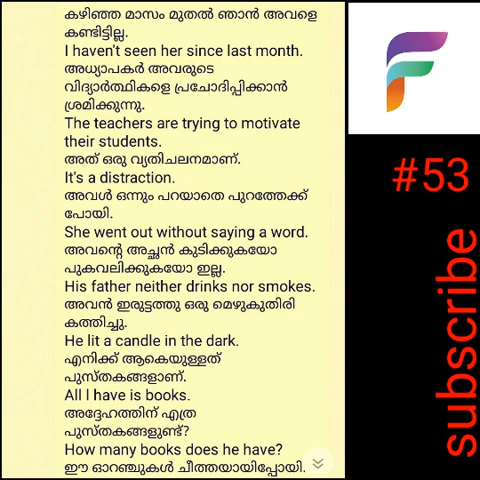 കഴിഞ്ഞ മാസം മുതൽ ഞാൻ അവളെ
കണ്ടിട്ടില്ല.
I haven't seen her since last month.
അധ്യാപകർ അവരുടെ
വിദ്യാർത്ഥികളെ പ്രചോദിപ്പിക്കാൻ
ശ്രമിക്കുന്നു.
The teachers are trying to motivate
their students.
അത് ഒരു വ്യതിചലനമാണ്.
It's a distraction.
അവൾ ഒന്നും പറയാതെ പുറത്തേക്ക്
പോയി.
She went out without saying a word.
അവന്റെ അച്ഛൻ കുടിക്കുകയോ
പുകവലിക്കുകയോ ഇല്ല.
His father neither drinks nor smokes.
അവൻ ഇരുട്ടത്തു ഒരു മെഴുകുതിരി
കത്തിച്ചു.
He lit a candle in the dark.
എനിക്ക് ആകെയുള്ളത്
പുസ്തകങ്ങളാണ്.
All I have is books.
അദ്ദേഹത്തിന് എത്ര
പുസ്തകങ്ങളുണ്ട്?
How many books does he have?
ഈ ഓറഞ്ചുകൾ ചീത്തയായിപ്പോയി.
F
#53
subscribe